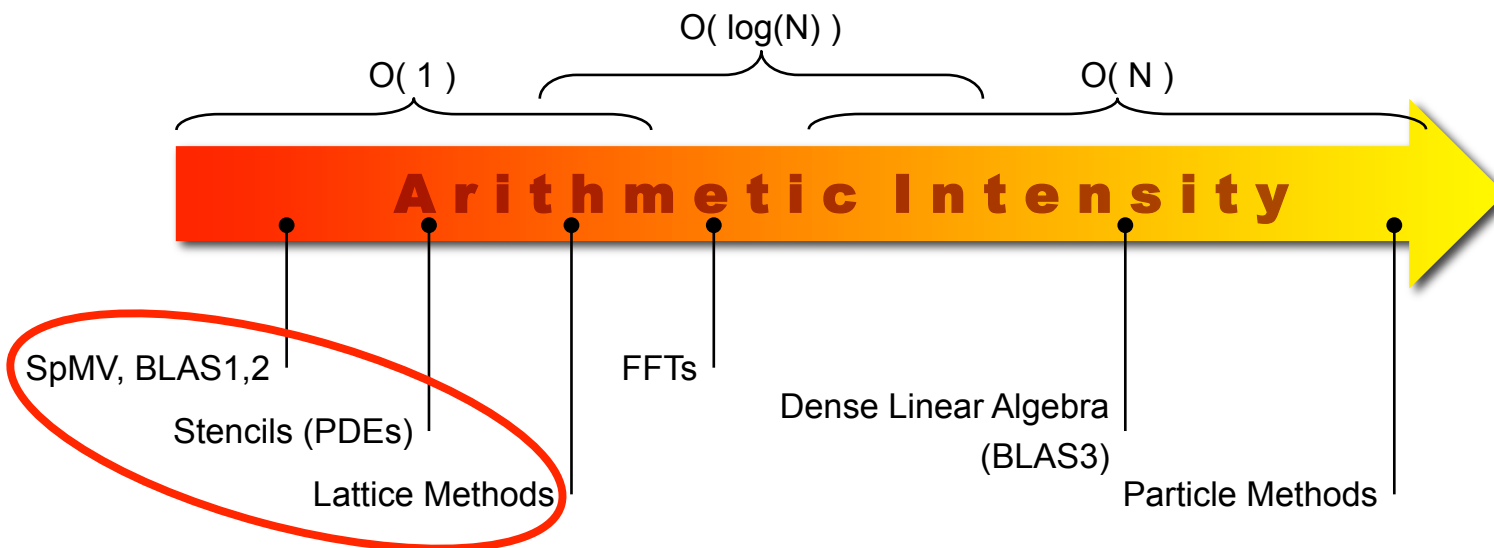 O( log(N) )
O( 1 )
O( N )
Arithmetic Intensity
SpMV, BLAS1,2
FFTs
Stencils (PDEs)
Dense Linear Algebra
(BLAS3)
Lattice Methods
Particle Methods